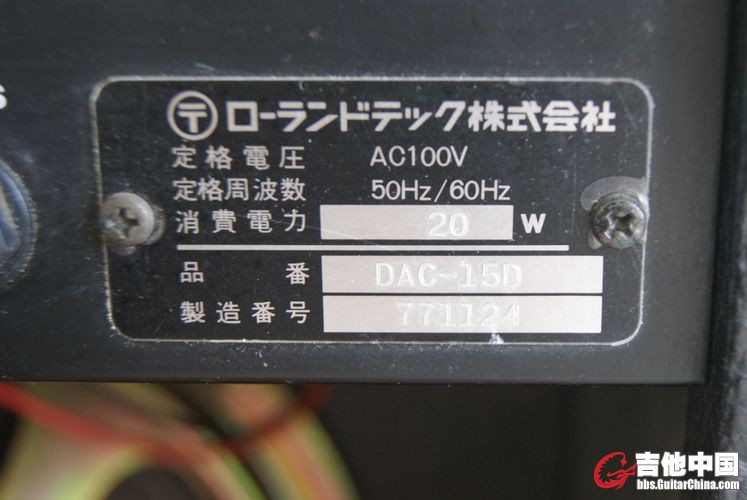 〒 ローランドテック株式会社
定格電圧 AC100V
定格周波数 50Hz/60Hz
消費電力 20 W
品番 DAC-15D
製造番号 771124
吉他中国
bbs.GuitarChina.com